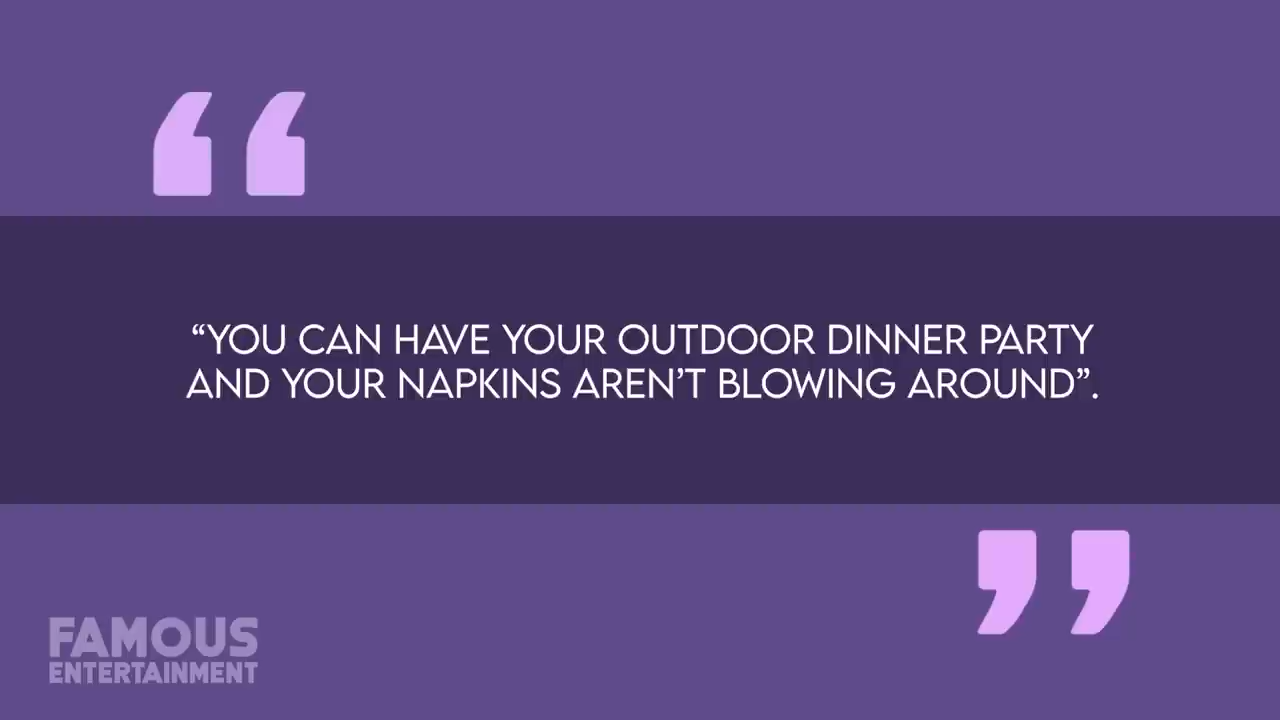 “YOU CAN HAVE YOUR OUTDOOR DINNER PARTY
AND YOUR NAPKINS AREN’T BLOWING AROUND”.
FAMOUS
ENTERTAINMENT